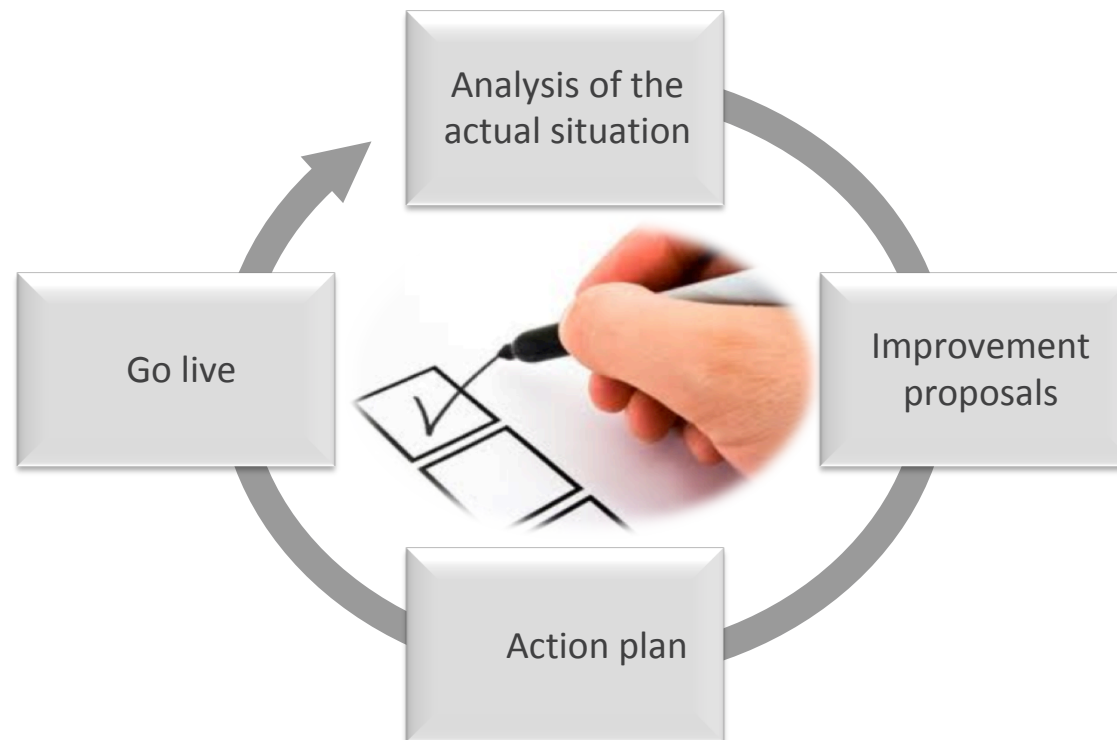 Analysis of the
actual situation
Improvement
proposals
Action plan
Go live